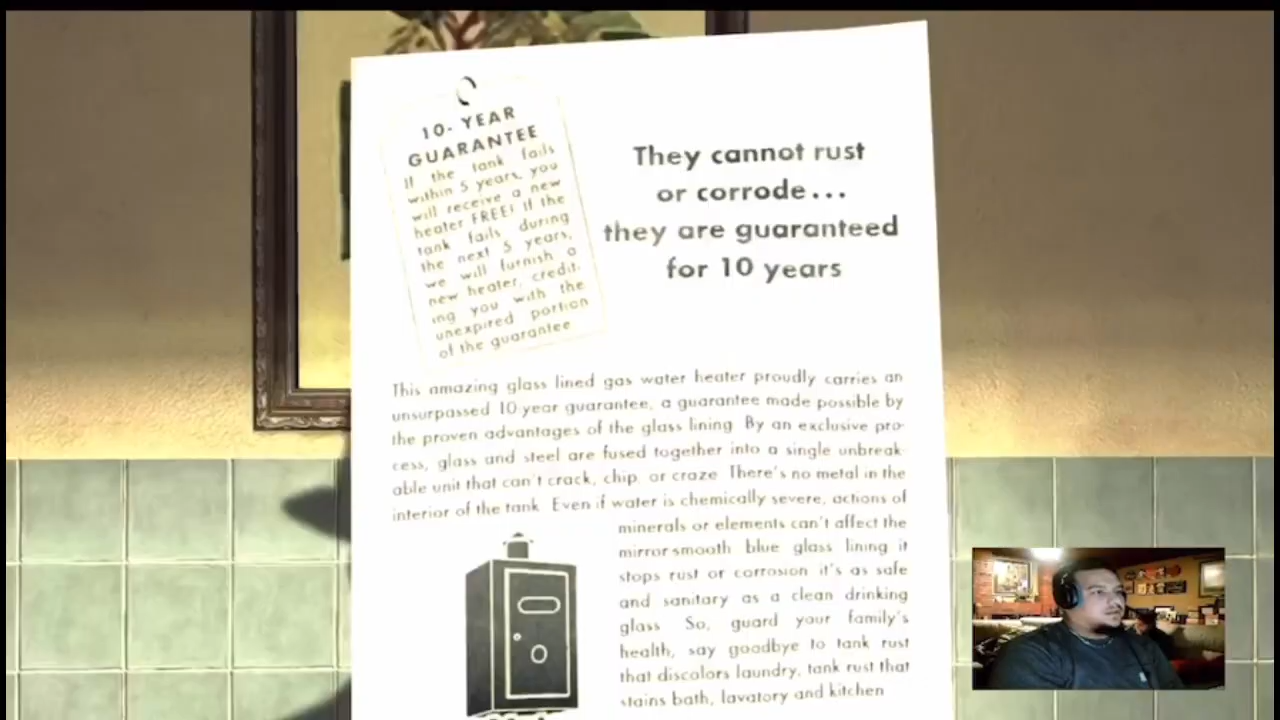 10- YEAR
GUARANTEE
If the tank fails
within 5 years, you
will receive a new
heater FREE! If the
tank fails during
the next 5 years,
we will furnish a
new heater, credit-
ing you with the
unexpired portion
of the guarantee
They cannot rust
or corrode...
they are guaranteed
for 10 years
This amazing glass lined gas water heater proudly carries an
unsurpassed 10 year guarantee, a guarantee made possible by
the proven advantages of the glass lining. By an exclusive pro-
cess, glass and steel are fused together into a single unbreak-
able unit that can't crack, chip, or craze. There's no metal in the
interior of the tank. Even if water is chemically severe, actions of
minerals or elements can't affect the
mirror-smooth blue glass lining it
stops rust or corrosion it's as safe
and sanitary as a clean drinking
glass. So, guard your family's
health, say goodbye to tank rust
that discolors laundry, tank rust that
stains bath, lavatory and kitchen